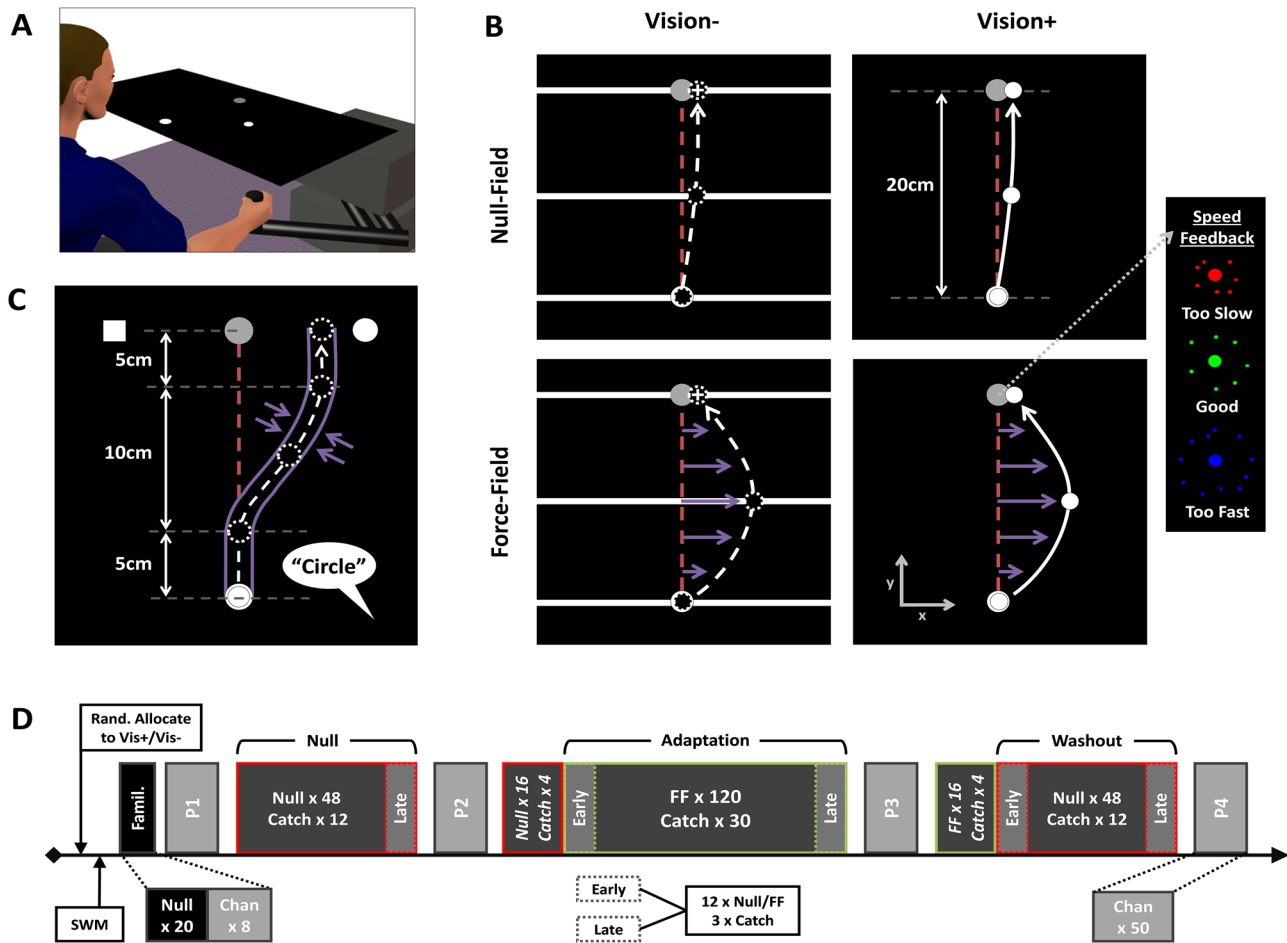 A
B
Vision-
Vision+
Null-Field
20cm
Speed
Feedback
Too Slow
Good
Too Fast
C
5cm
10cm
5cm
"Circle"
Force-Field
y
x
D
Rand. Allocate
to Vis+/Vis-
Null
Adaptation
Washout
Famil.
P1
Null x 48
Catch x 12
Late
P2
Null x 16
Catch x 4
Early
FF x 120
Catch x 30
Late
P3
FF x 16
Catch x 4
Early
Null x 48
Catch x 12
Late
P4
SWM
Null
x 20
Chan
x 8
Early
Late
12 x Null/FF
3 x Catch
Chan
x 50